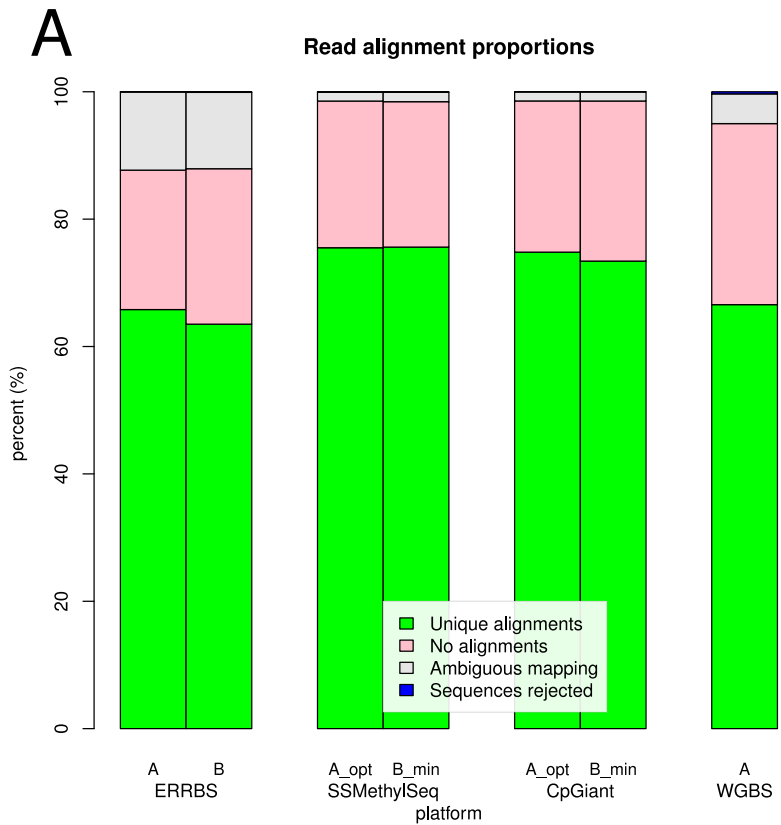 A
Read alignment proportions
percent (%)
100
80
60
40
20
0
Unique alignments
No alignments
Ambiguous mapping
Sequences rejected
A B A_opt B_min A_opt B_min A
ERRBS SSMethylSeq CpGiant WGBS
platform